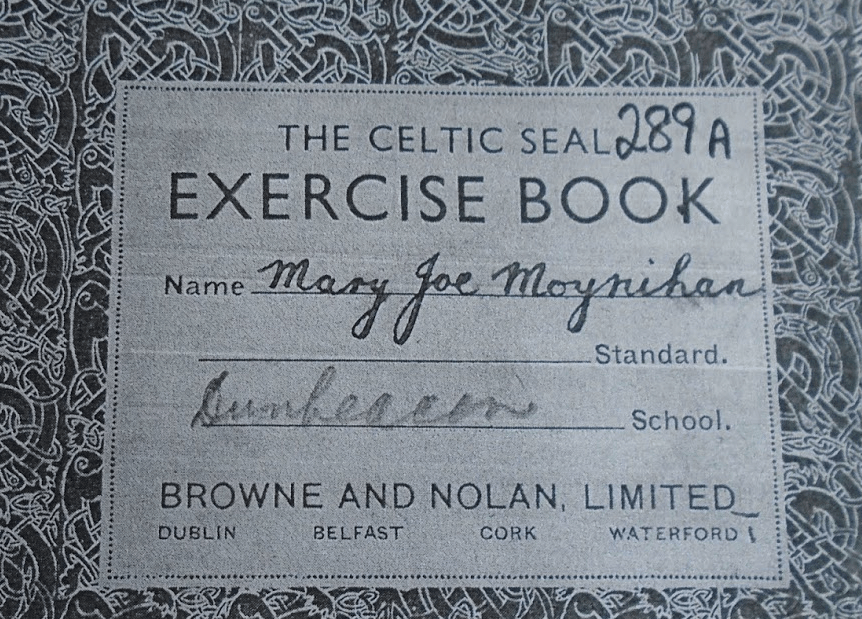 THE CELTIC SEAL 289 A
EXERCISE BOOK
Name Mary Joe Moynihan
Standard.
Dunbeacon School.
BROWNE AND NOLAN, LIMITED
DUBLIN BELFAST CORK WATERFORD